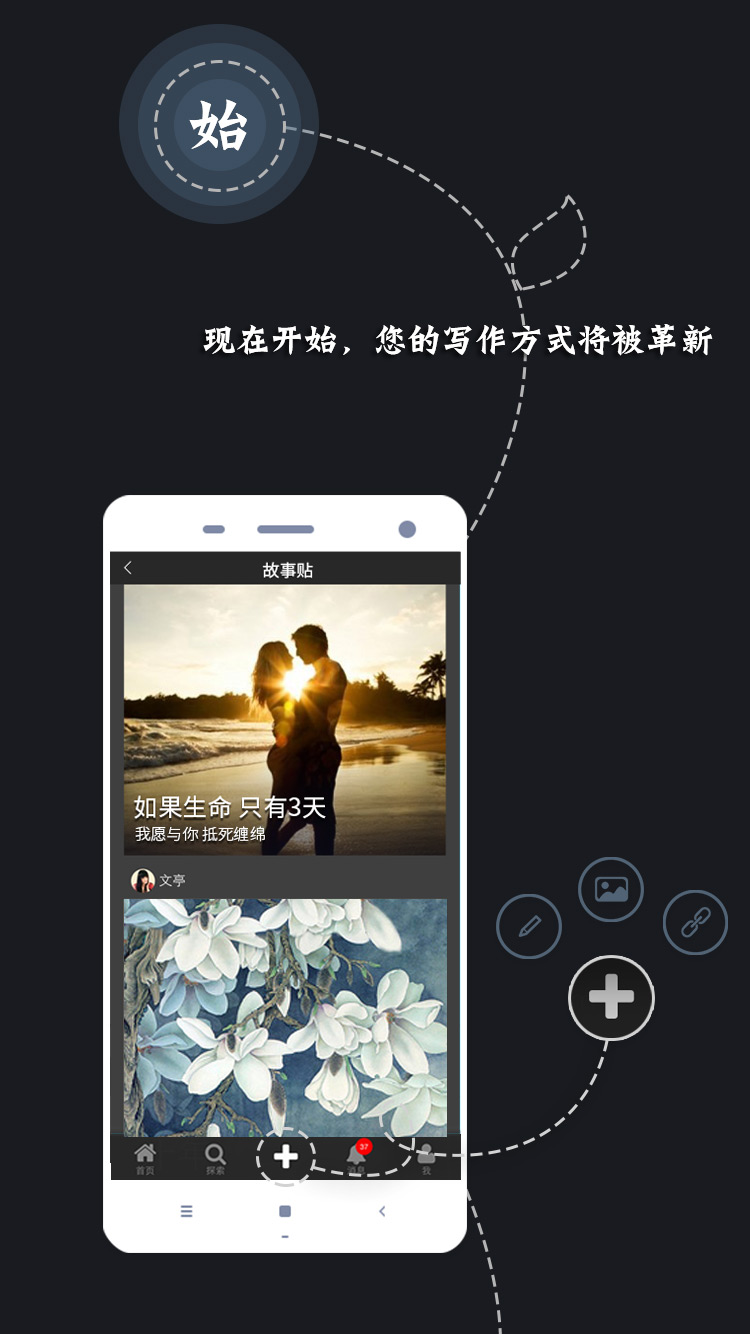 始
现在开始，您的写作方式将被革新
故事贴
如果生命 只有3天
我愿与你 抵死缠绵
文亭
37
首页
探索
消息
我